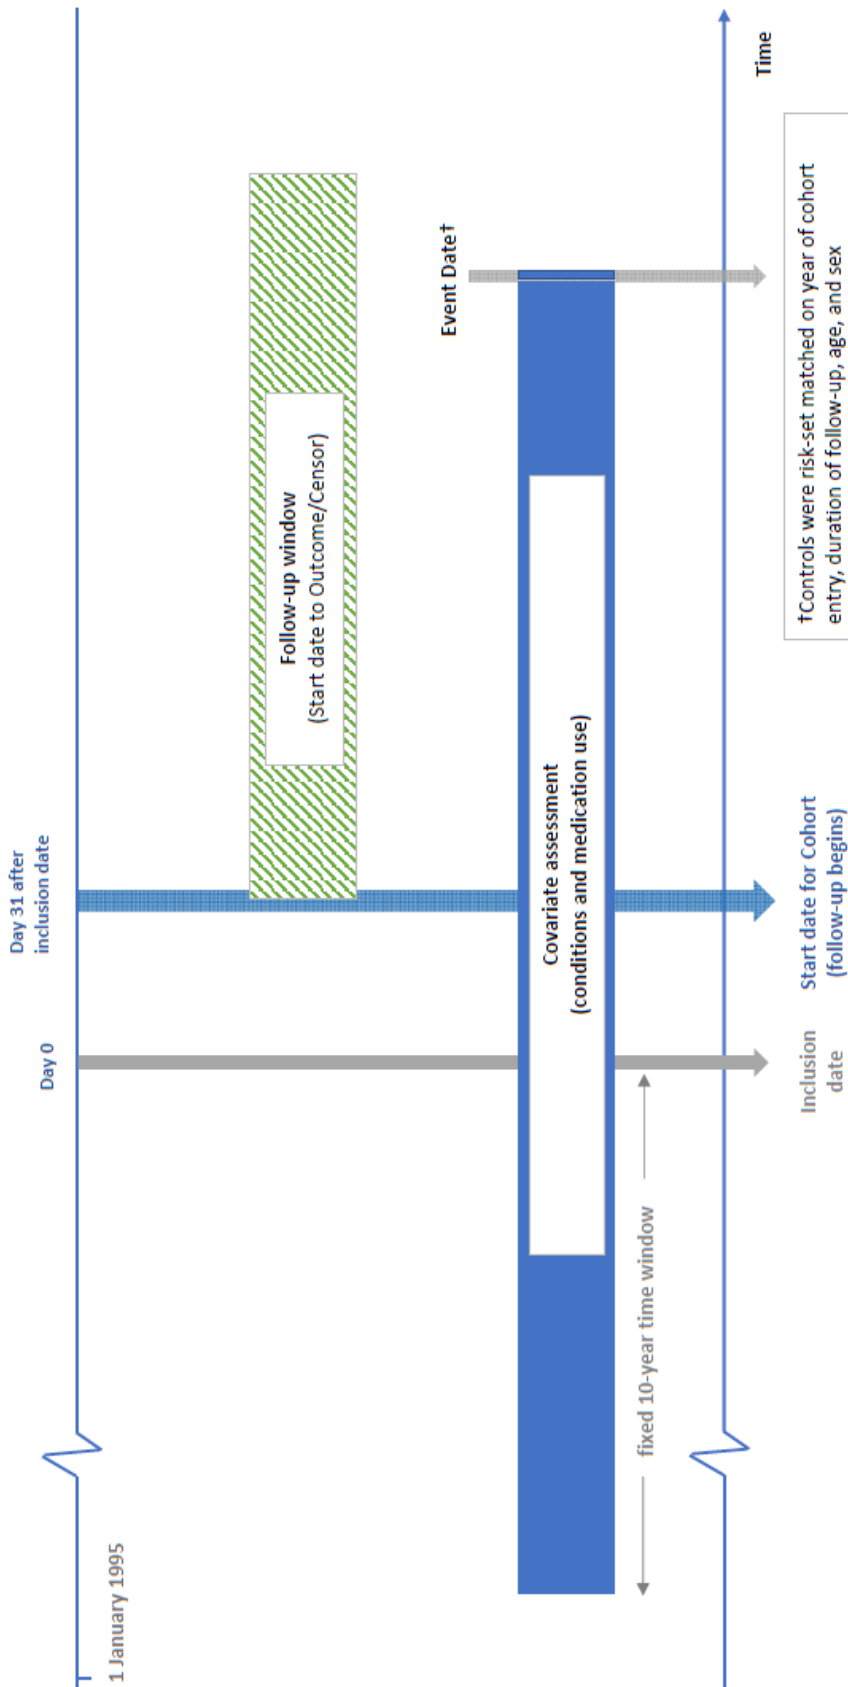 Day 0
Day 31 after
inclusion date
1 January 1995
Follow-up window
(Start date to Outcome/Censor)
Event Date†
Covariate assessment
(conditions and medication use)
fixed 10-year time window
Time
Inclusion
date
Start date for Cohort
(follow-up begins)
†Controls were risk-set matched on year of cohort
entry, duration of follow-up, age, and sex